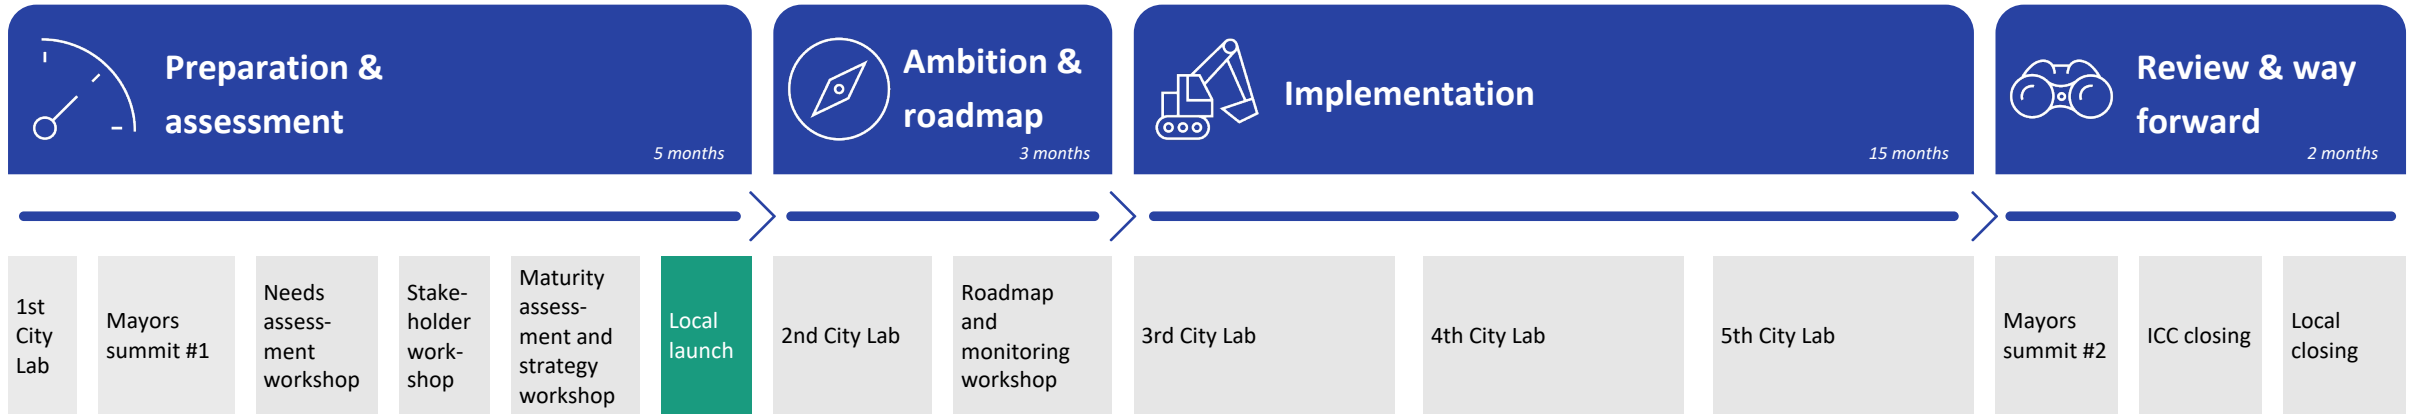 Preparation &
assessment
5 months
Ambition &
roadmap
3 months
Implementation
15 months
Review & way
forward
2 months
1st
City
Lab
Mayors
summit #1
Needs
assess-
ment
workshop
Stake-
holder
work-
shop
Maturity
assess-
ment and
strategy
workshop
Local
launch
2nd City Lab
Roadmap
and
monitoring
workshop
3rd City Lab
4th City Lab
5th City Lab
Mayors
summit #2
ICC closing
Local
closing